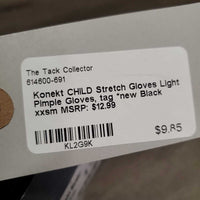 The Tack Collector
614600-691
Konekt CHILD Stretch Gloves Light
Pimple Gloves, tag *new Black
xxsm MSRP: $12.99
KL2G9K
$9.85